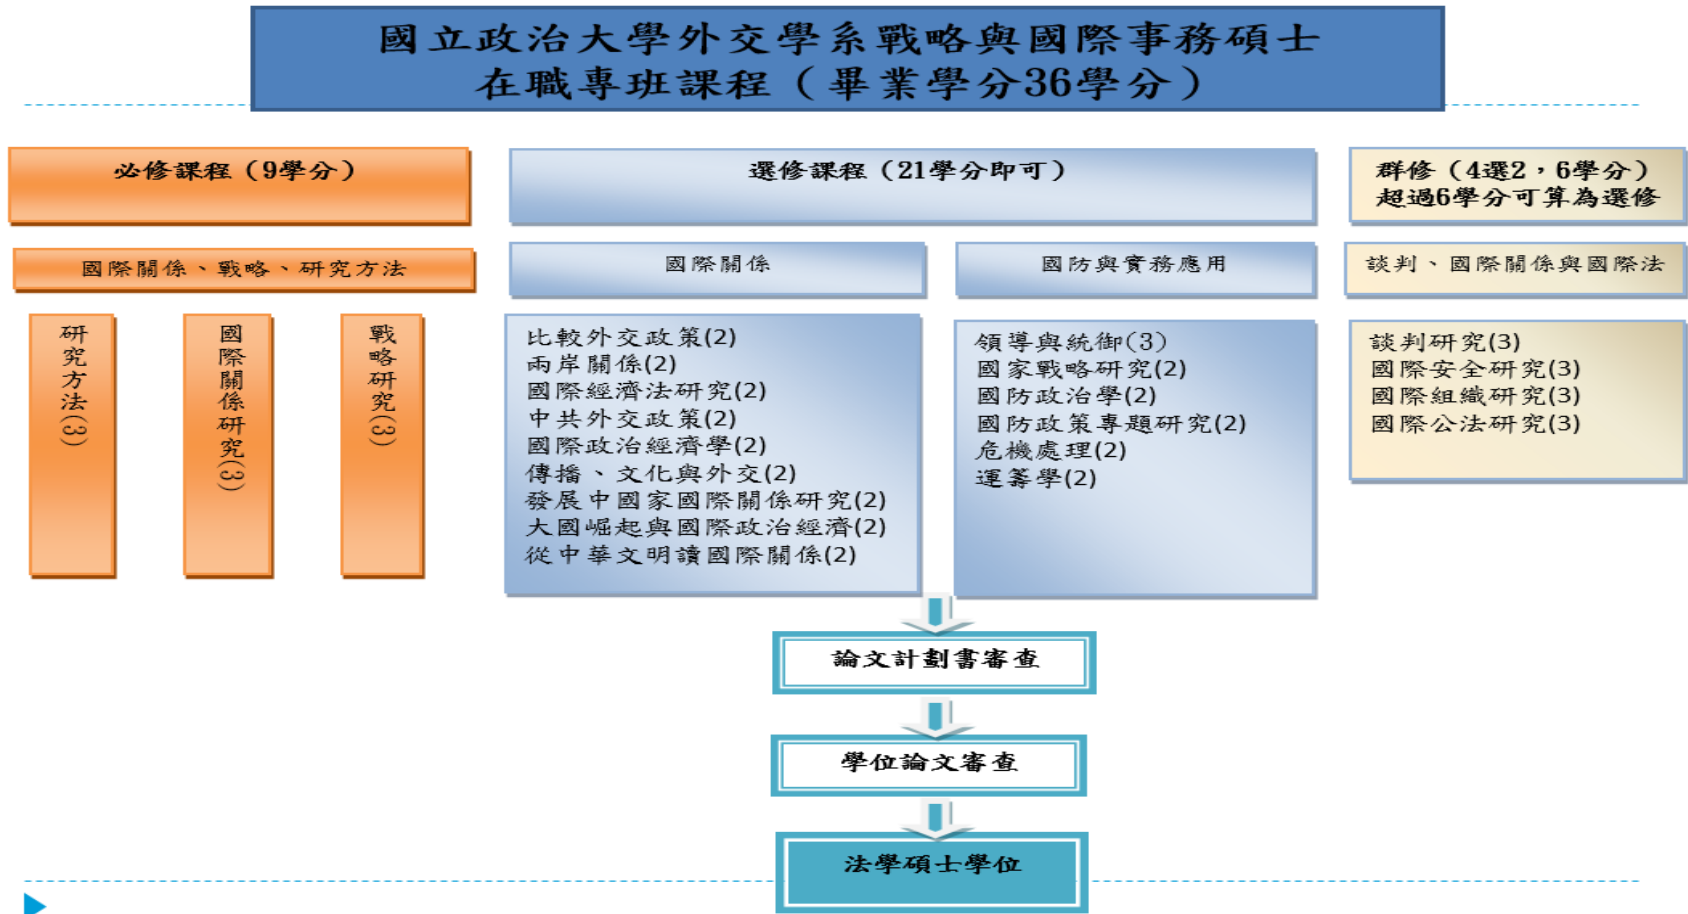 國立政治大學外交學系戰略與國際事務碩士
在職專班課程（畢業學分36學分）
必修課程（9學分）
國際關係、戰略、研究方法
研究方法(3)
國際關係研究(3)
戰略研究(3)
選修課程（21學分即可）
國際關係
比較外交政策(2)
兩岸關係(2)
國際經濟法研究(2)
中共外交政策(2)
國際政治經濟學(2)
傳播、文化與外交(2)
發展中國家國際關係研究(2)
大國崛起與國際政治經濟(2)
從中華文明讀國際關係(2)
國防與實務應用
領導與統御(3)
國家戰略研究(2)
國防政治學(2)
國防政策專題研究(2)
危機處理(2)
運籌學(2)
群修（4選2，6學分）
超過6學分可算為選修
談判、國際關係與國際法
談判研究(3)
國際安全研究(3)
國際組織研究(3)
國際公法研究(3)
論文計劃書審查
學位論文審查
法學碩士學位